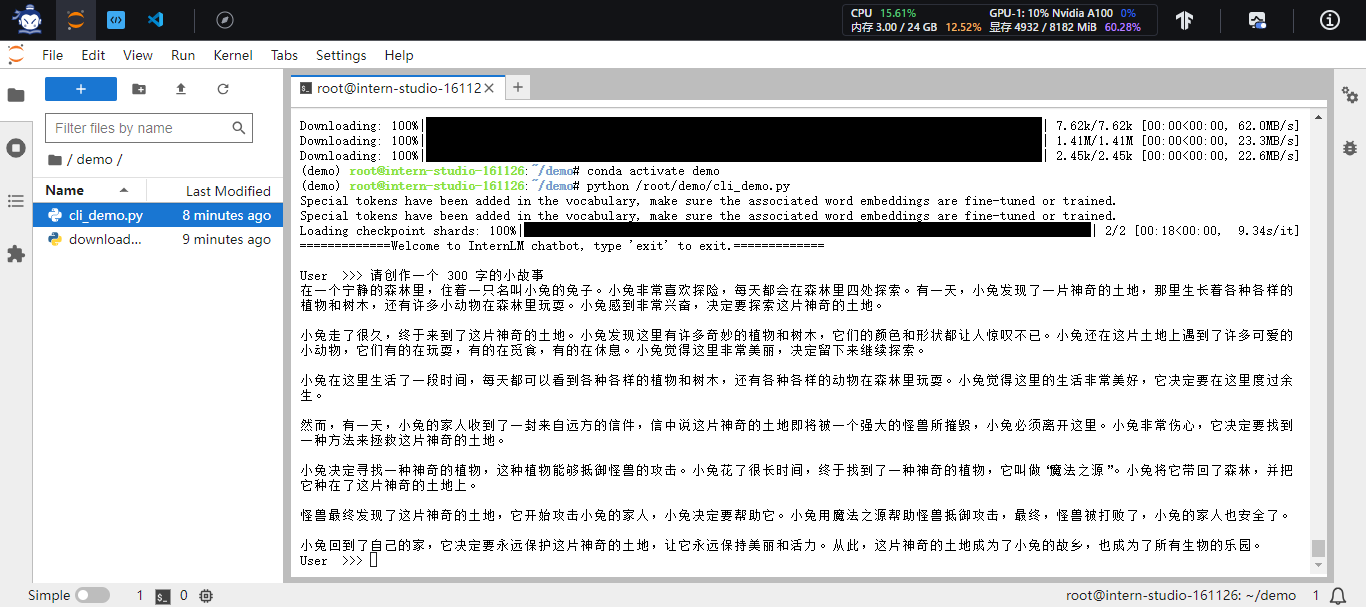 CPU 15.61% GPU-1: 10% Nvidia A100 0%
内存 3.00 / 24 GB 12.52% 显存 4932 / 8182 MiB 60.28%
File Edit View Run Kernel Tabs Settings Help
+
root@intern-studio-16112
Filter files by name
/ demo /
Name Last Modified
cli_demo.py 8 minutes ago
download... 9 minutes ago
Downloading: 100%| | 7.62k/7.62k [00:00<00:00, 62.0MB/s]
Downloading: 100%| | 1.41M/1.41M [00:00<00:00, 23.3MB/s]
Downloading: 100%| | 2.45k/2.45k [00:00<00:00, 22.6MB/s]
(demo) root@intern-studio-161126:~/demo# conda activate demo
(demo) root@intern-studio-161126:~/demo# python /root/demo/cli_demo.py
Special tokens have been added in the vocabulary, make sure the associated word embeddings are fine-tuned or trained.
Special tokens have been added in the vocabulary, make sure the associated word embeddings are fine-tuned or trained.
Loading checkpoint shards: 100%| | 2/2 [00:18<00:00, 9.34s/it]
=============Welcome to InternLM chatbot, type 'exit' to exit.=============
User >>> 请创作一个 300 字的小故事
在一个宁静的森林里，住着一只名叫小兔的兔子。小兔非常喜欢探险，每天都会在森林里四处探索。有一天，小兔发现了一片神奇的土地，那里生长着各种各样的
植物和树木，还有许多小动物在森林里玩耍。小兔感到非常兴奋，决定要探索这片神奇的土地。
小兔走了很久，终于来到了这片神奇的土地。小兔发现这里有许多奇妙的植物和树木，它们的颜色和形状都让人惊叹不已。小兔还在这片土地上遇到了许多可爱的
小动物，它们有的在玩耍，有的在觅食，有的在休息。小兔觉得这里非常美丽，决定留下来继续探索。
小兔在这里生活了一段时间，每天都可以看到各种各样的植物和树木，还有各种各样的动物在森林里玩耍。小兔觉得这里的生活非常美好，它决定要在这里度过余
生。
然而，有一天，小兔的家人收到了一封来自远方的信件，信中说这片神奇的土地即将被一个强大的怪兽所摧毁，小兔必须离开这里。小兔非常伤心，它决定要找到
一种方法来拯救这片神奇的土地。
小兔决定寻找一种神奇的植物，这种植物能够抵御怪兽的攻击。小兔花了很长时间，终于找到了一种神奇的植物，它叫做“魔法之源”。小兔将它带回了森林，并把
它种在了这片神奇的土地上。
怪兽最终发现了这片神奇的土地，它开始攻击小兔的家人，小兔决定要帮助它。小兔用魔法之源帮助怪兽抵御攻击，最终，怪兽被打败了，小兔的家人也安全了。
小兔回到了自己的家，它决定要永远保护这片神奇的土地，让它永远保持美丽和活力。从此，这片神奇的土地成为了小兔的故乡，也成为了所有生物的乐园。
User >>>
Simple 1 0 root@intern-studio-161126: ~/demo 1